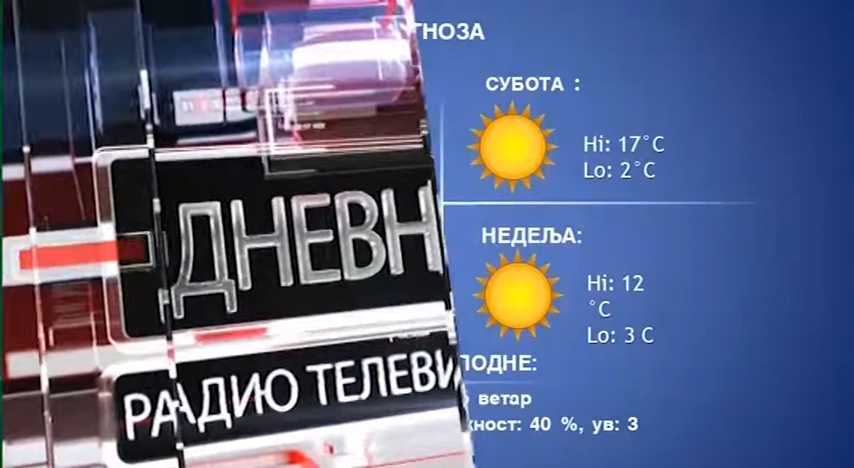 ГНОЗА
СУБОТА :
Hi: 17°C
Lo: 2°C
НЕДЕЉА:
Hi: 12
°C
Lo: 3 C
ПОДНЕ:
ветар
жност: 40 %, ув: 3
ДНЕВН
РАДИО ТЕЛЕВИ